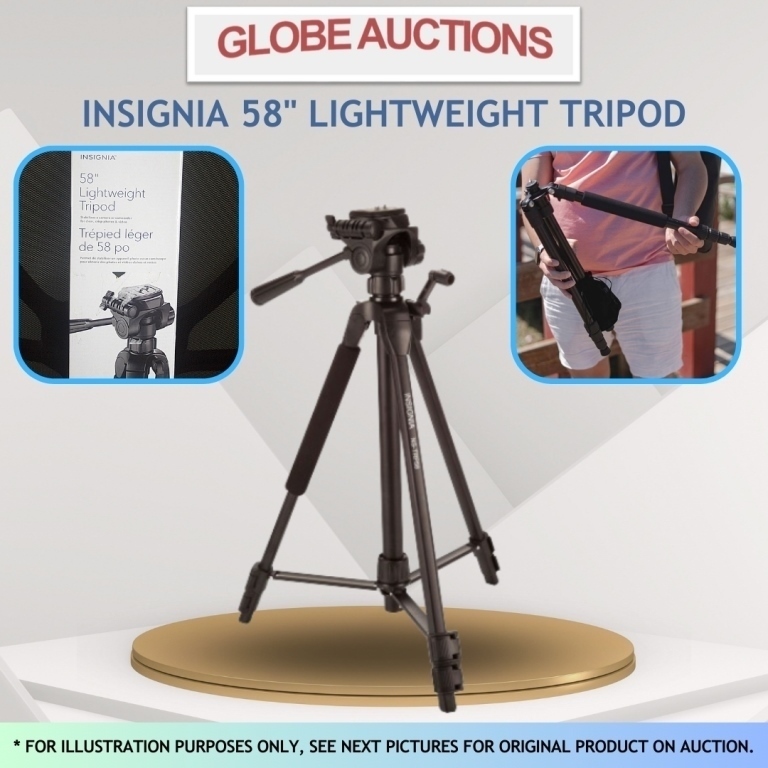 GLOBE AUCTIONS
INSIGNIA 58" LIGHTWEIGHT TRIPOD
INSIGNIA
58"
Lightweight
Tripod
Trépied léger
de 58 po
INSIGNIA
* FOR ILLUSTRATION PURPOSES ONLY, SEE NEXT PICTURES FOR ORIGINAL PRODUCT ON AUCTION.